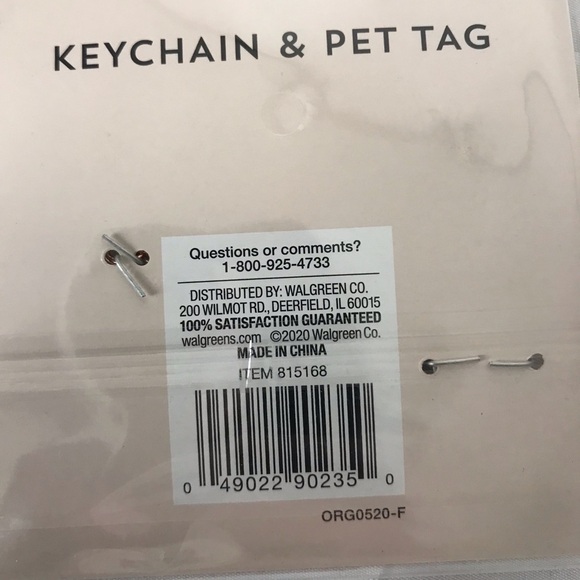 KEYCHAIN & PET TAG
Questions or comments?
1-800-925-4733
DISTRIBUTED BY: WALGREEN CO.
200 WILMOT RD., DEERFIELD, IL 60015
100% SATISFACTION GUARANTEED
walgreens.com ©2020 Walgreen Co.
MADE IN CHINA
ITEM 815168
0 49022 90235 0
ORG0520-F